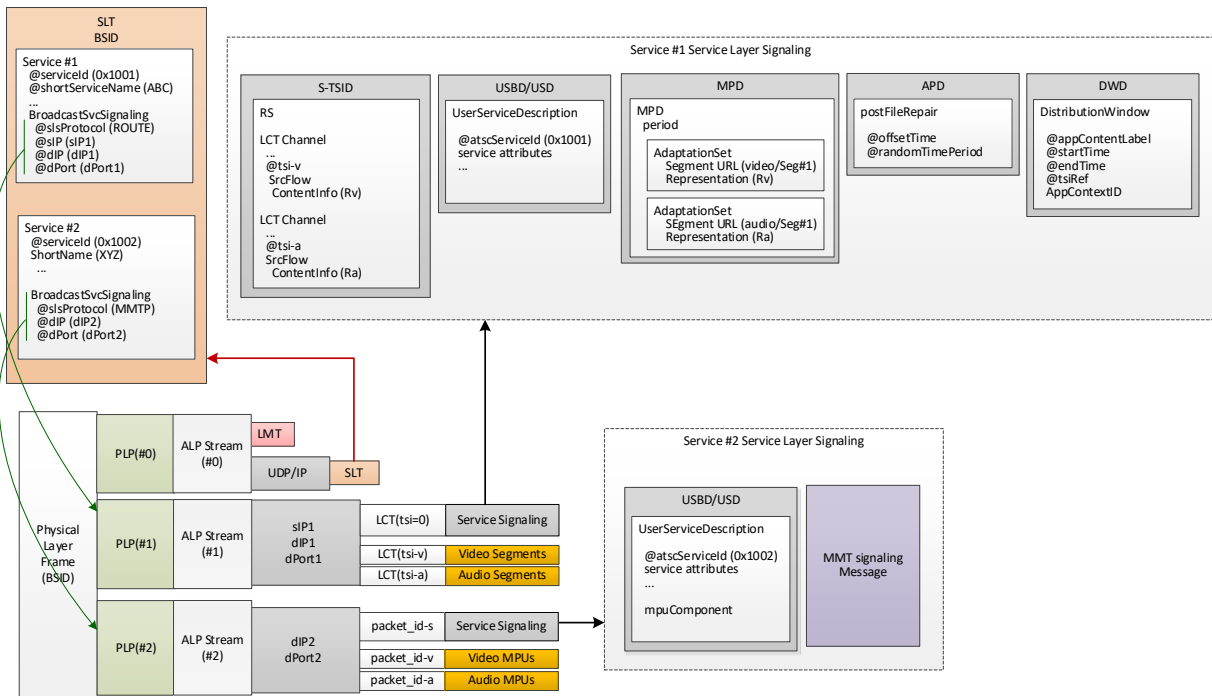 SLT
BSID
Service #1
@serviceId (0x1001)
@shortServiceName (ABC)
...
BroadcastSvcSignaling
@slsProtocol (ROUTE)
@sIP (sIP1)
@dIP (dIP1)
@dPort (dPort1)
Service #2
@serviceId (0x1002)
ShortName (XYZ)
...
BroadcastSvcSignaling
@slsProtocol (MMTP)
@dIP (dIP2)
@dPort (dPort2)
Service #1 Service Layer Signaling
S-TSID
RS
LCT Channel
...
@tsi-v
SrcFlow
ContentInfo (Rv)
LCT Channel
...
@tsi-a
SrcFlow
ContentInfo (Ra)
USBD/USD
UserServiceDescription
@atscServiceId (0x1001)
service attributes
...
MPD
MPD
period
AdaptationSet
Segment URL (video/Seg#1)
Representation (Rv)
AdaptationSet
SEgment URL (audio/Seg#1)
Representation (Ra)
APD
postFileRepair
@offsetTime
@randomTimePeriod
DWD
DistributionWindow
@appContentLabel
@startTime
@endTime
@tsiRef
AppContextID
Physical
Layer
Frame
(BSID)
PLP(#0)
ALP Stream
(#0)
LMT
UDP/IP
SLT
PLP(#1)
ALP Stream
(#1)
sIP1
dIP1
dPort1
LCT(tsi=0)
Service Signaling
LCT(tsi-v)
Video Segments
LCT(tsi-a)
Audio Segments
PLP(#2)
ALP Stream
(#2)
dIP2
dPort2
packet_id-s
Service Signaling
packet_id-v
Video MPUs
packet_id-a
Audio MPUs
Service #2 Service Layer Signaling
USBD/USD
UserServiceDescription
@atscServiceId (0x1002)
service attributes
...
mpuComponent
MMT signaling
Message